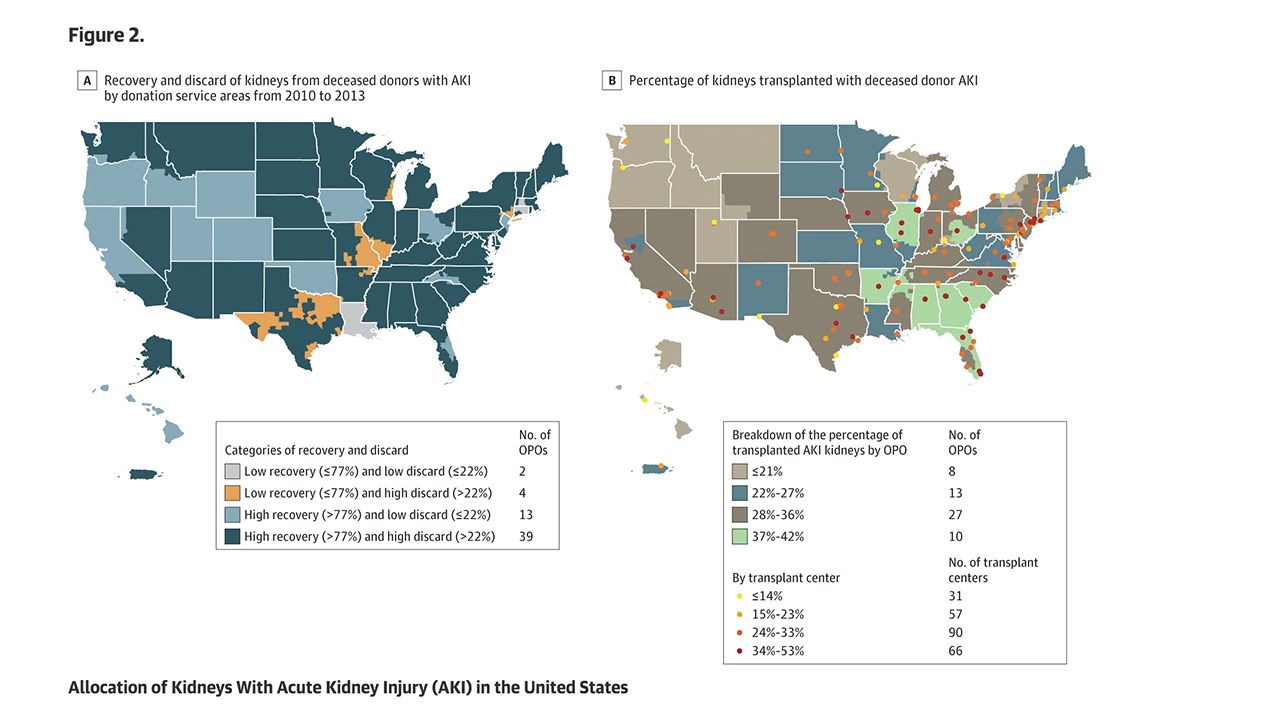 Figure 2.
A Recovery and discard of kidneys from deceased donors with AKI
by donation service areas from 2010 to 2013
Categories of recovery and discard
No. of
OPOs
Low recovery (≤77%) and low discard (≤22%) 2
Low recovery (≤77%) and high discard (>22%) 4
High recovery (>77%) and low discard (≤22%) 13
High recovery (>77%) and high discard (>22%) 39
B Percentage of kidneys transplanted with deceased donor AKI
Breakdown of the percentage of
transplanted AKI kidneys by OPO
No. of
OPOs
≤21% 8
22%-27% 13
28%-36% 27
37%-42% 10
By transplant center
No. of transplant
centers
≤14% 31
15%-23% 57
24%-33% 90
34%-53% 66
Allocation of Kidneys With Acute Kidney Injury (AKI) in the United States